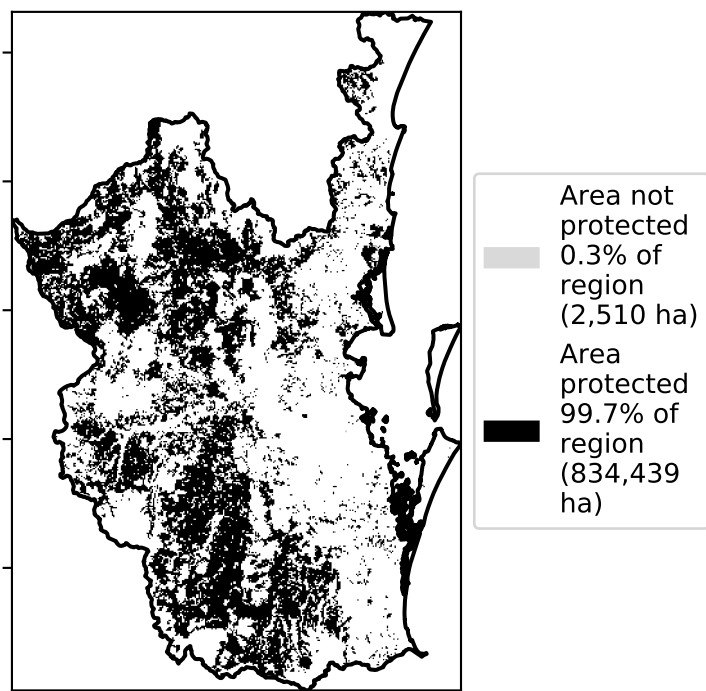 Area not
protected
0.3% of
region
(2,510 ha)
Area
protected
99.7% of
region
(834,439
ha)